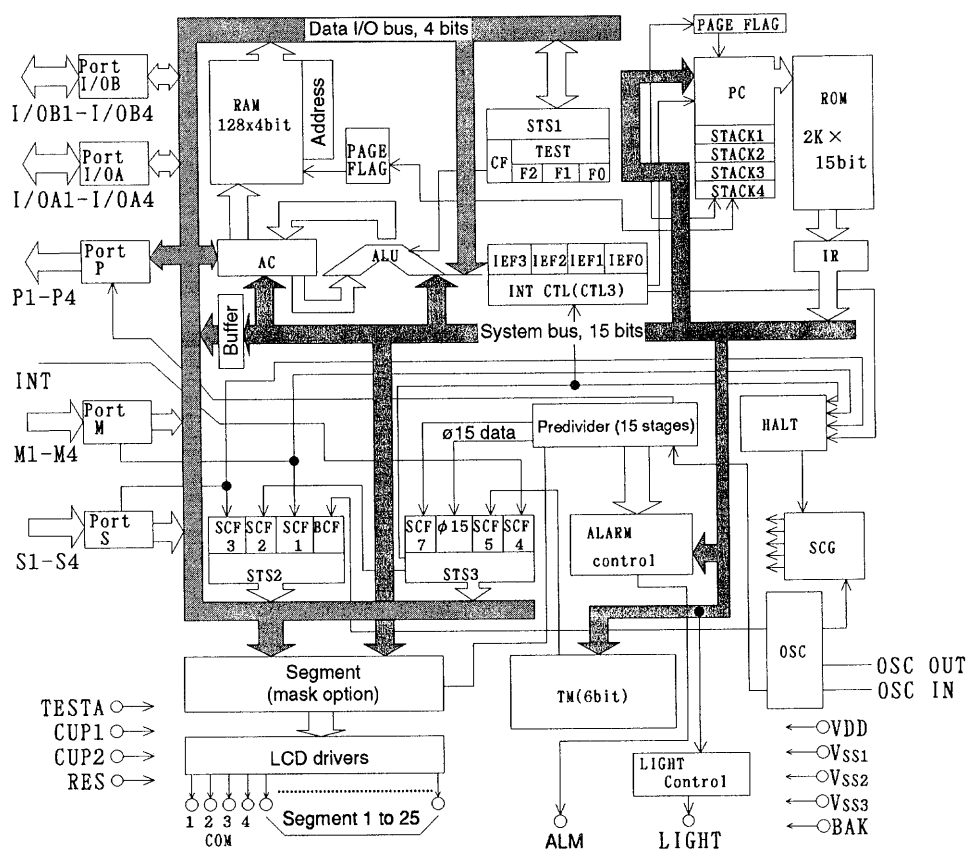 PAGE FLAG
Data I/O bus, 4 bits
Port I/OB
I/OB1-I/OB4
RAM
128x4bit
Address
PAGE FLAG
STS1
CF
TEST
F2 F1 F0
PC
STACK1
STACK2
STACK3
STACK4
ROM
2K×
15bit
Port I/OA
I/OA1-I/OA4
Port P
P1-P4
AC
ALU
IEF3 IEF2 IEF1 IEF0
INT CTL(CTL3)
IR
Buffer
System bus, 15 bits
INT
Port M
M1-M4
ø15 data
Predivider (15 stages)
HALT
Port S
S1-S4
SCF 3
SCF 2
SCF 1
BCF
STS2
SCF 7
φ15
SCF 5
SCF 4
STS3
ALARM
control
SCG
OSC
OSC OUT
OSC IN
Segment
(mask option)
TM(6bit)
TESTA
CUP1
CUP2
RES
LCD drivers
LIGHT
Control
VDD
VSS1
VSS2
VSS3
BAK
1 2 3 4
COM
Segment 1 to 25
ALM
LIGHT